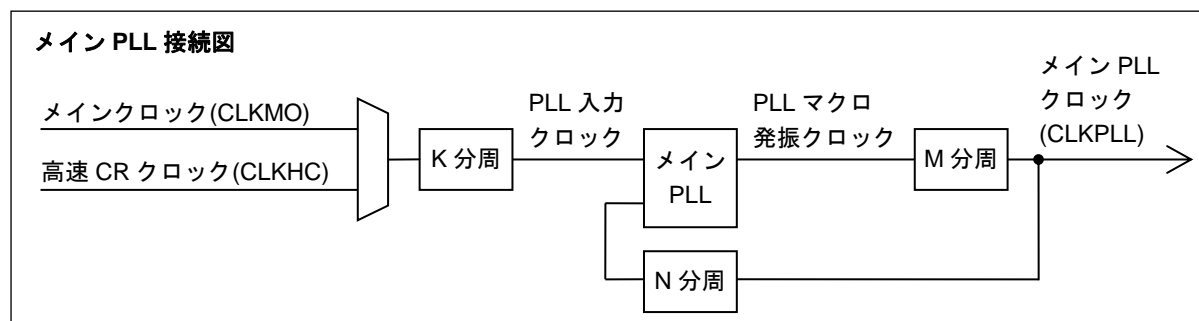 メイン PLL 接続図
メインクロック(CLKMO)
高速 CR クロック(CLKHC)
K 分周
PLL 入力
クロック
メイン
PLL
PLL マクロ
発振クロック
M 分周
メイン PLL
クロック
(CLKPLL)
N 分周